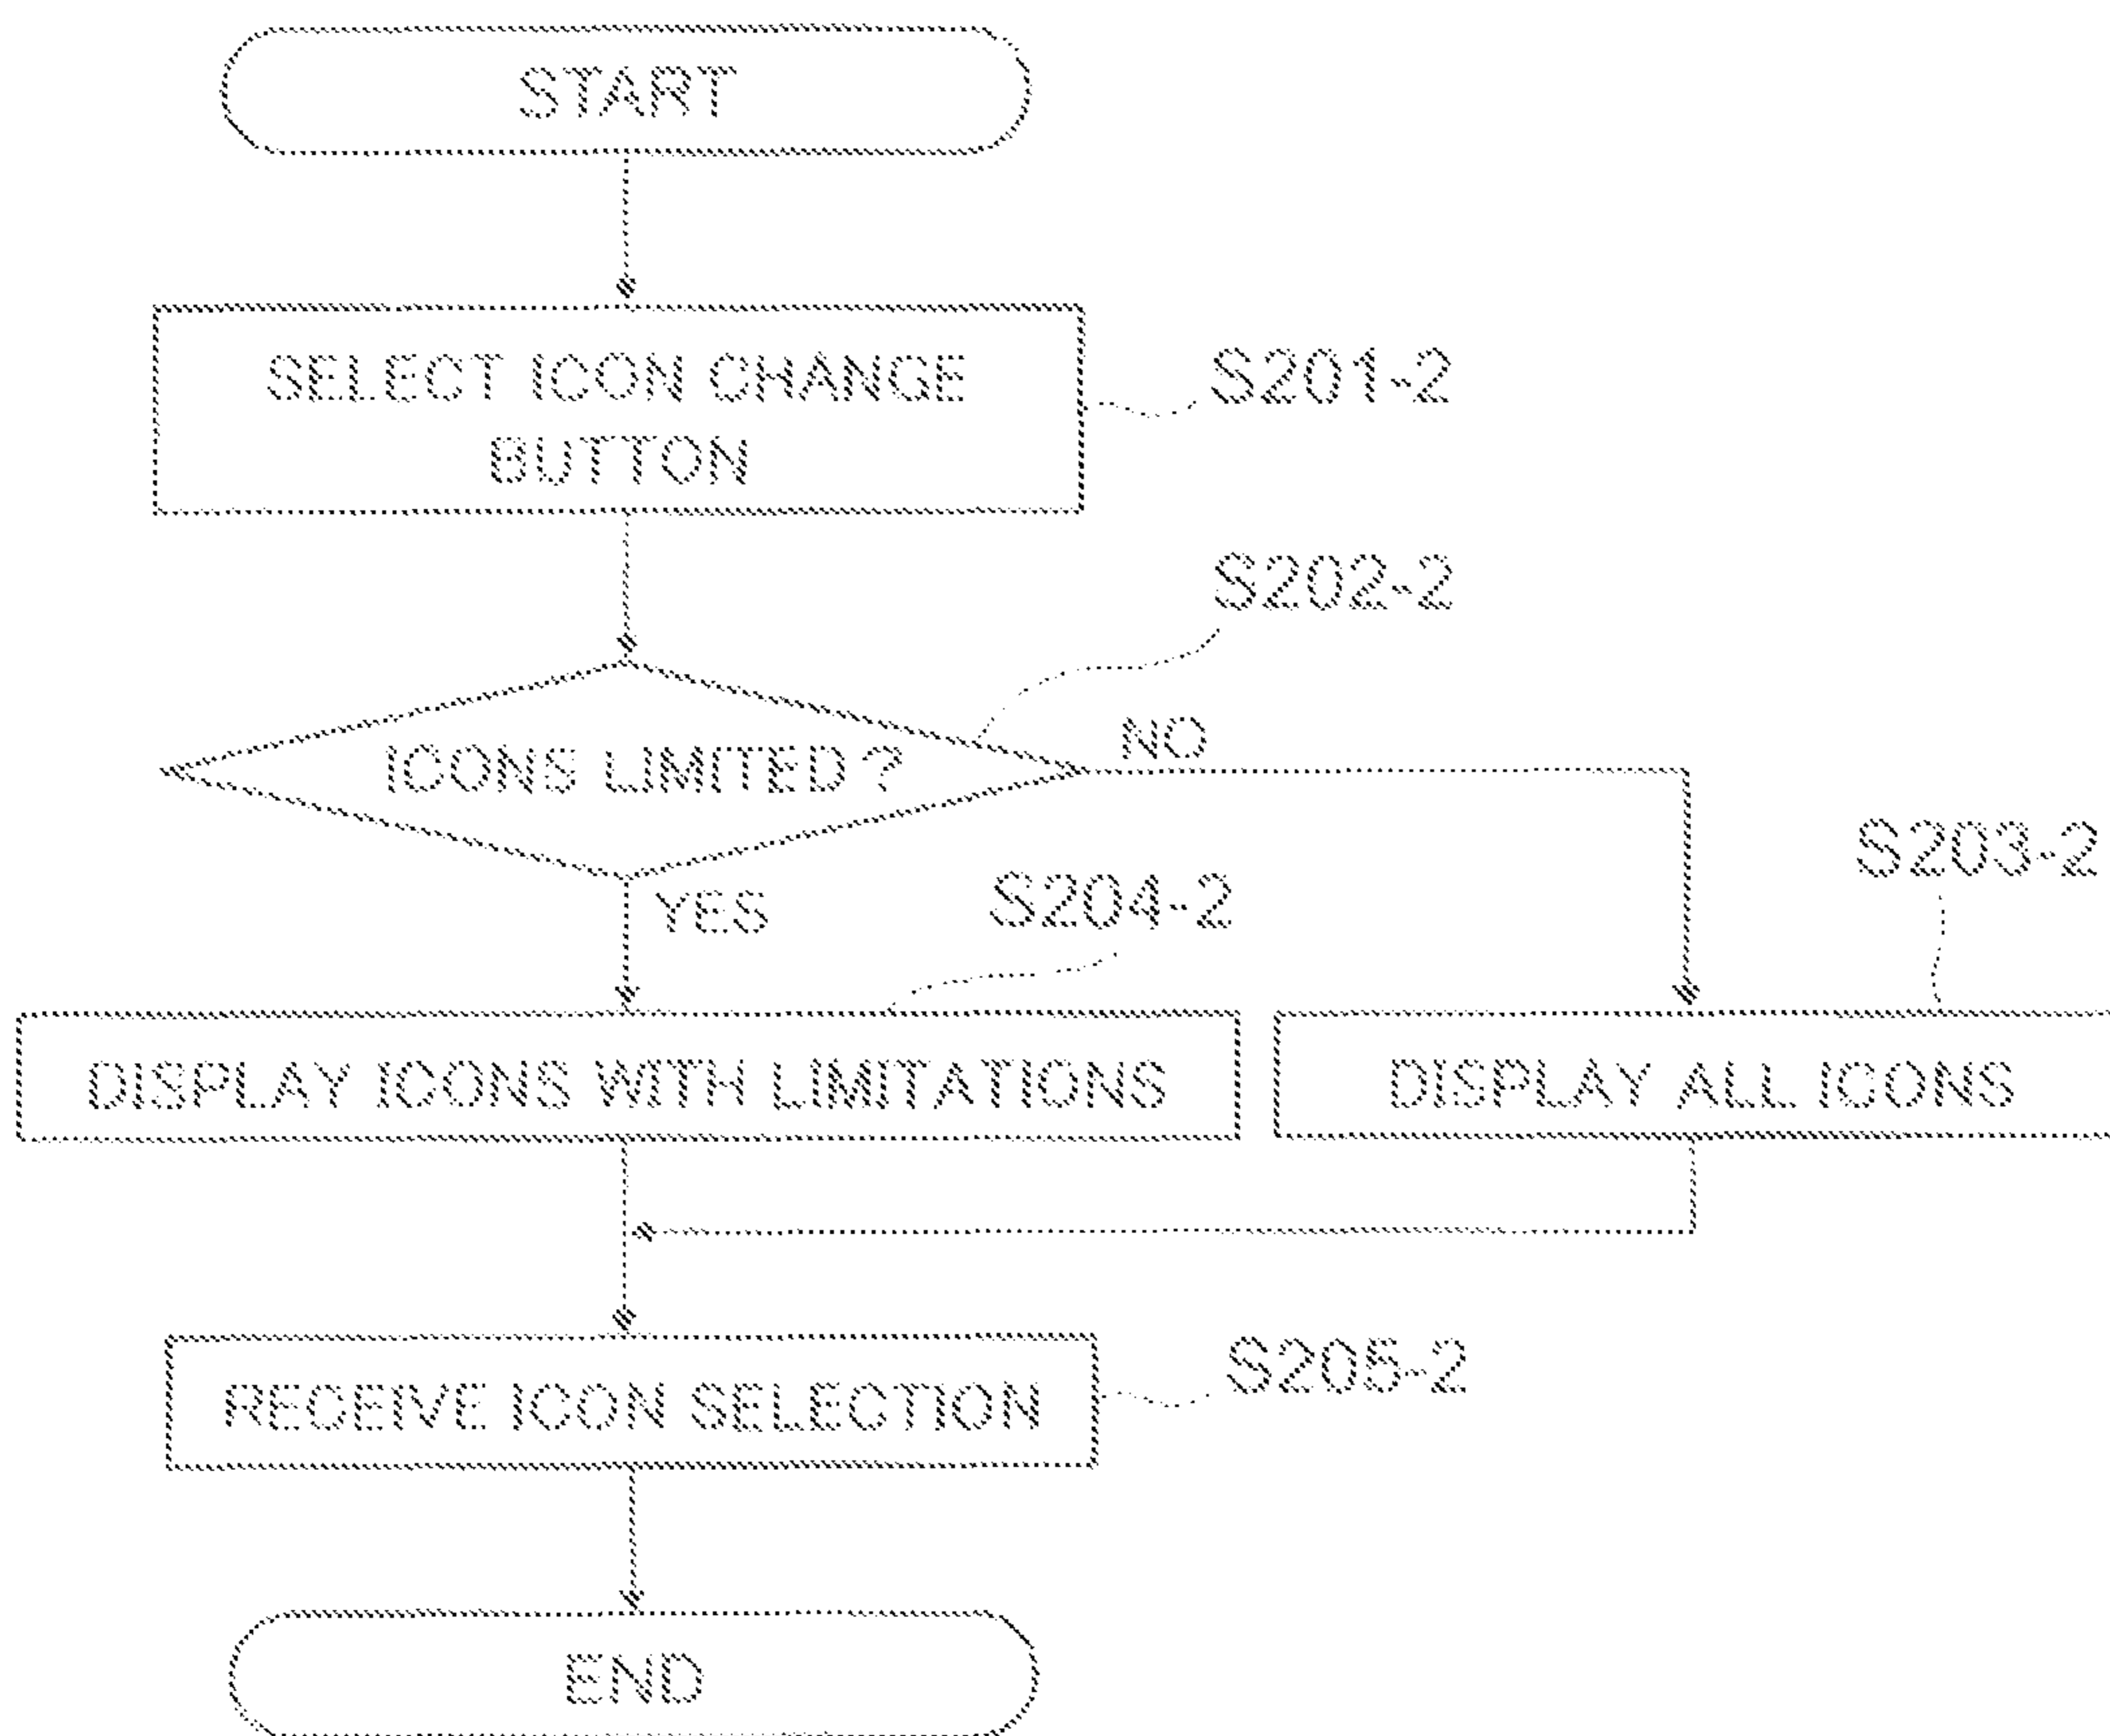 START
SELECT ICON CHANGE
BUTTON
S201-2
S202-2
ICONS LIMITED ?
NO
YES
S204-2
S203-2
DISPLAY ICONS WITH LIMITATIONS
DISPLAY ALL ICONS
RECEIVE ICON SELECTION
S205-2
END